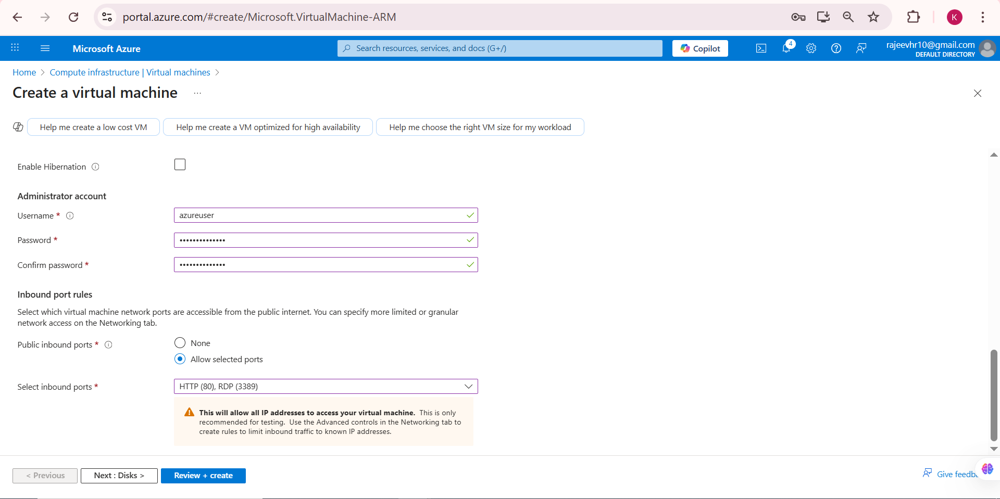 portal.azure.com/#create/Microsoft.VirtualMachine-ARM
K
Microsoft Azure
Search resources, services, and docs (G+/)
Copilot
4
rajeevhr10@gmail.com
DEFAULT DIRECTORY
Home > Compute infrastructure | Virtual machines >
Create a virtual machine ...
Help me create a low cost VM
Help me create a VM optimized for high availability
Help me choose the right VM size for my workload
Enable Hibernation
Administrator account
Username *
azureuser
Password *
••••••••••••••
Confirm password *
••••••••••••••
Inbound port rules
Select which virtual machine network ports are accessible from the public internet. You can specify more limited or granular
network access on the Networking tab.
Public inbound ports *
None
Allow selected ports
Select inbound ports *
HTTP (80), RDP (3389)
This will allow all IP addresses to access your virtual machine. This is only
recommended for testing. Use the Advanced controls in the Networking tab to
create rules to limit inbound traffic to known IP addresses.
< Previous
Next : Disks >
Review + create
Give feedba